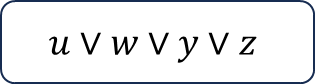 u ∨ w ∨ y ∨ z